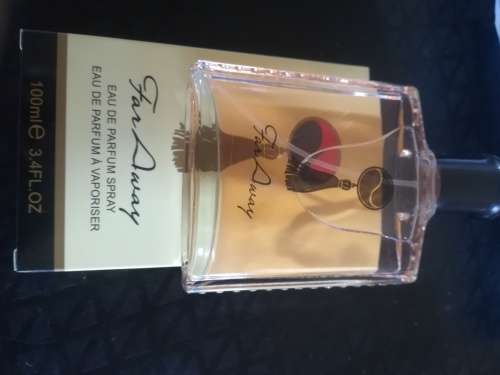 Far Away
EAU DE PARFUM SPRAY
EAU DE PARFUM À VAPORISER
100ml e 3.4FL.OZ
Far Away